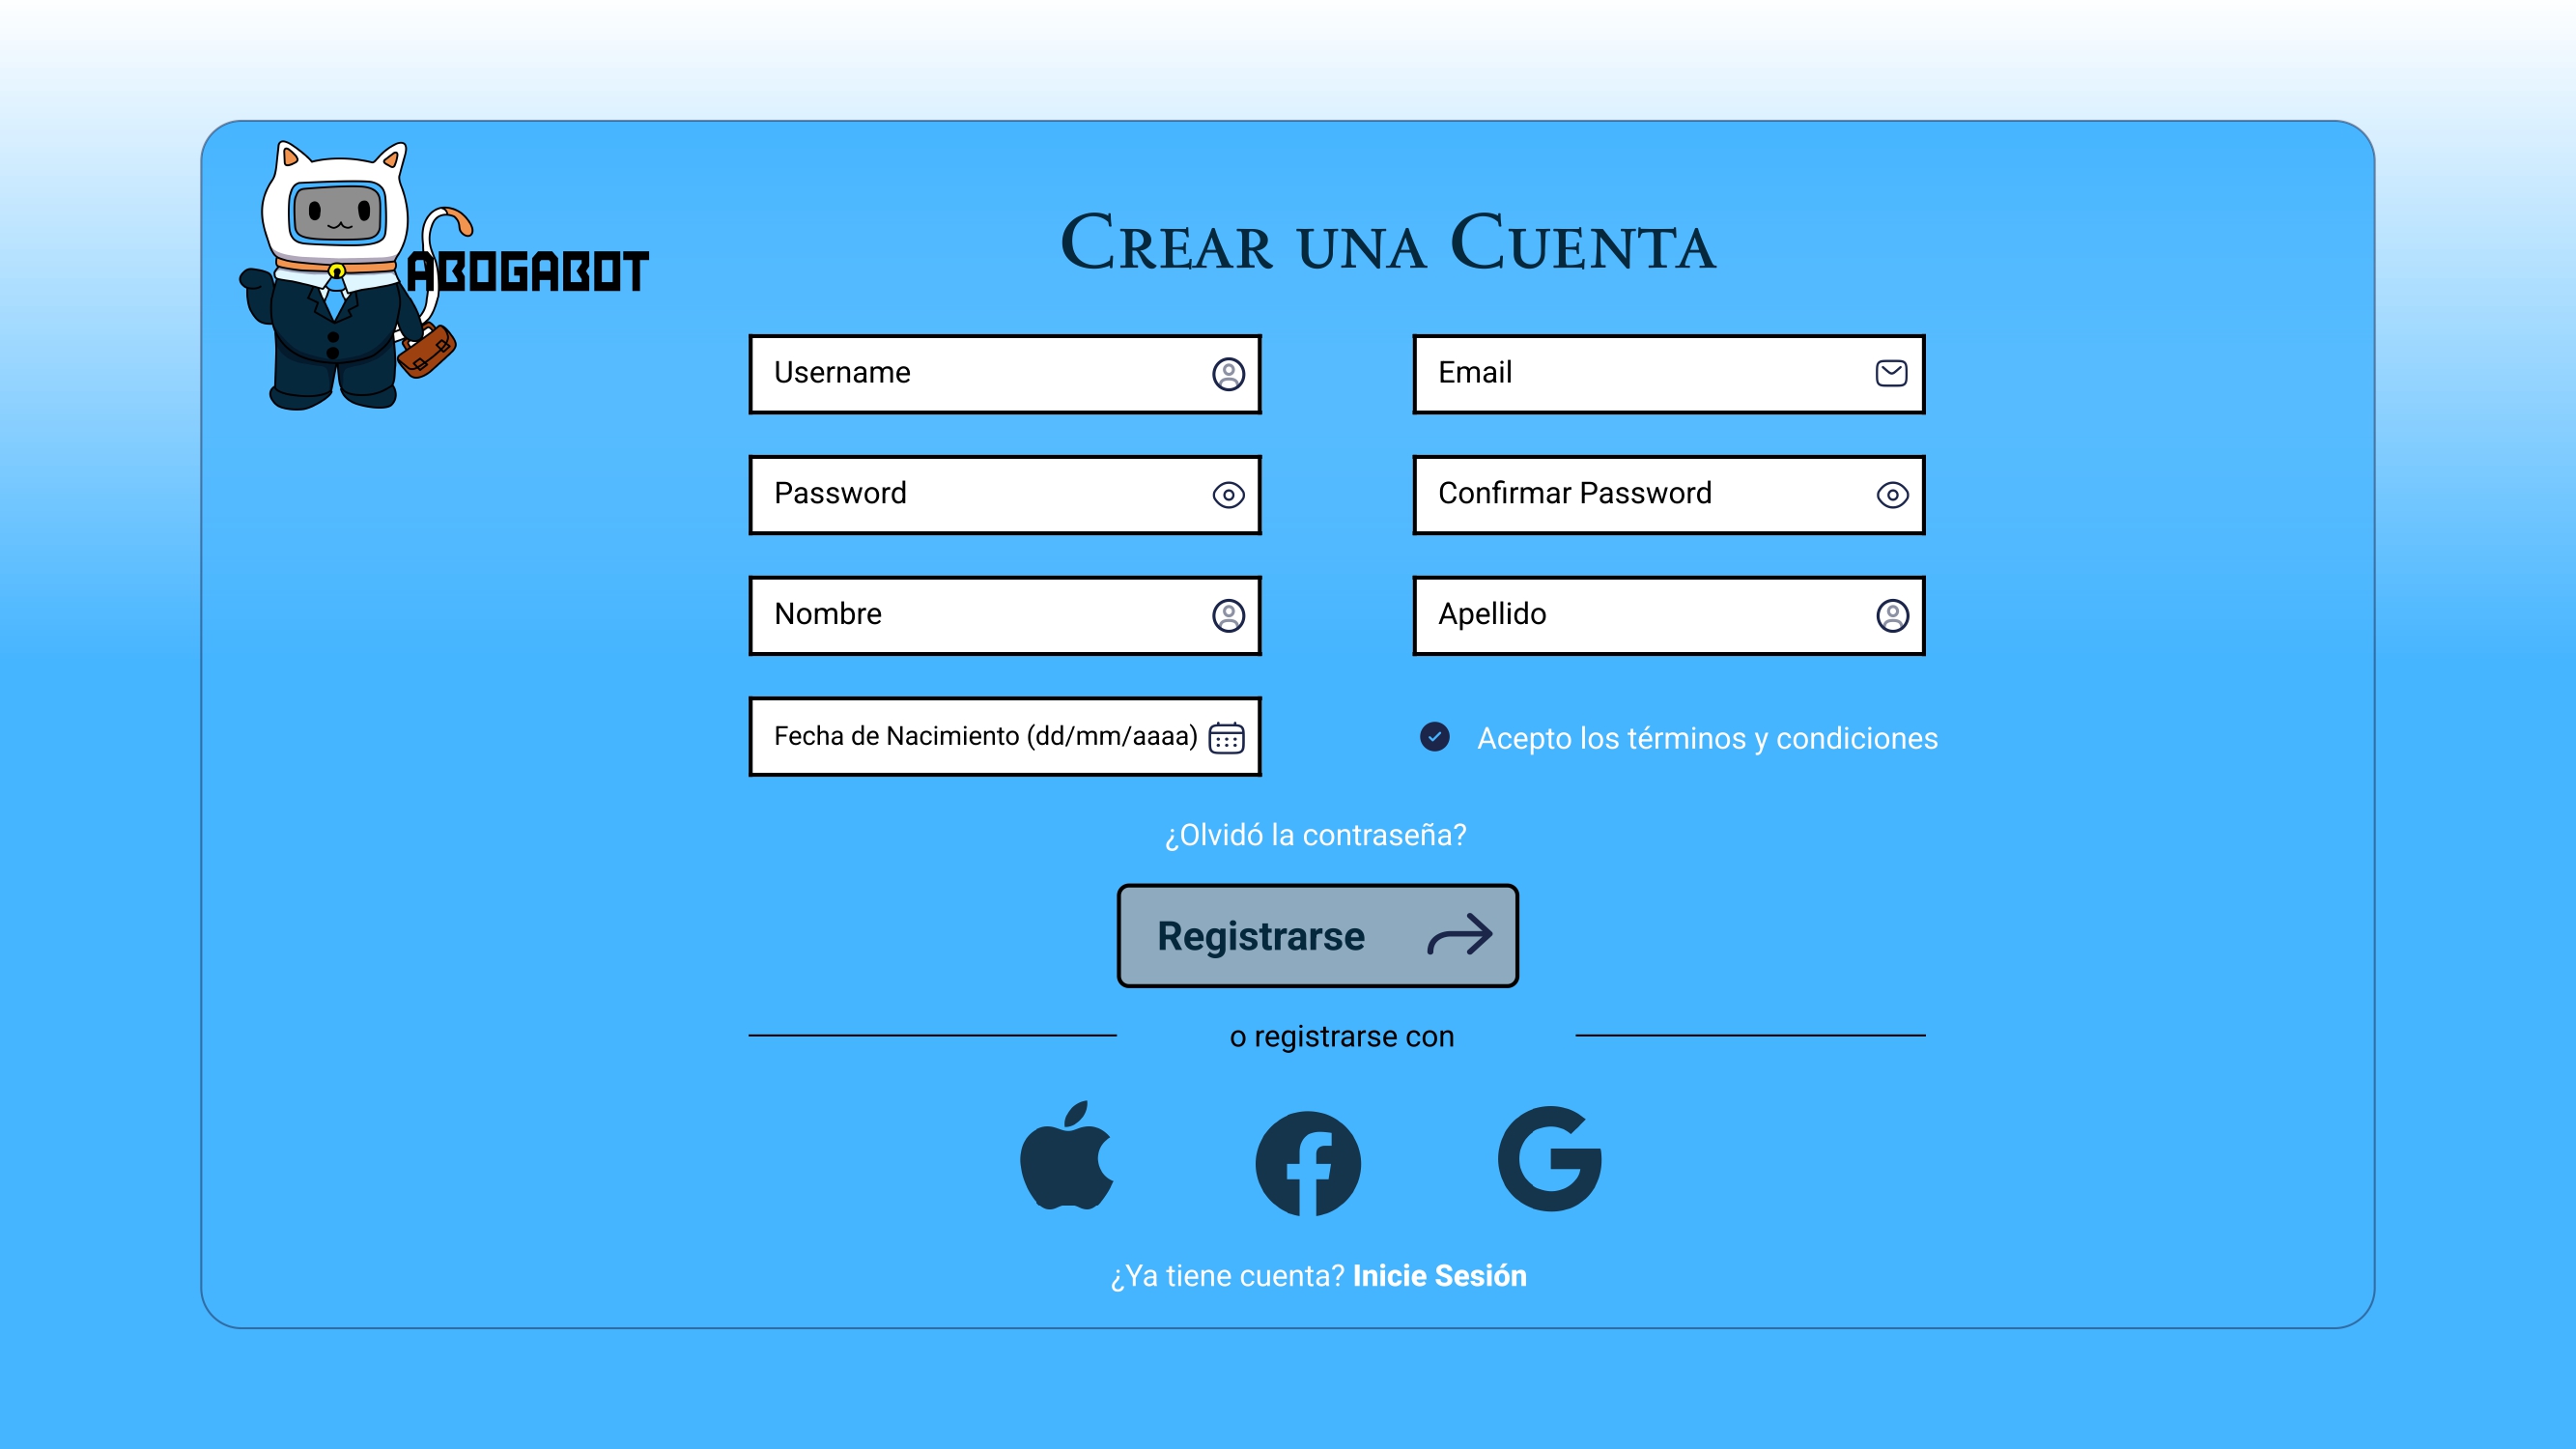 ABOGABOT
Crear una Cuenta
Username
Email
Password
Confirmar Password
Nombre
Apellido
Fecha de Nacimiento (dd/mm/aaaa)
Acepto los términos y condiciones
¿Olvidó la contraseña?
Registrarse
o registrarse con
¿Ya tiene cuenta? Inicie Sesión